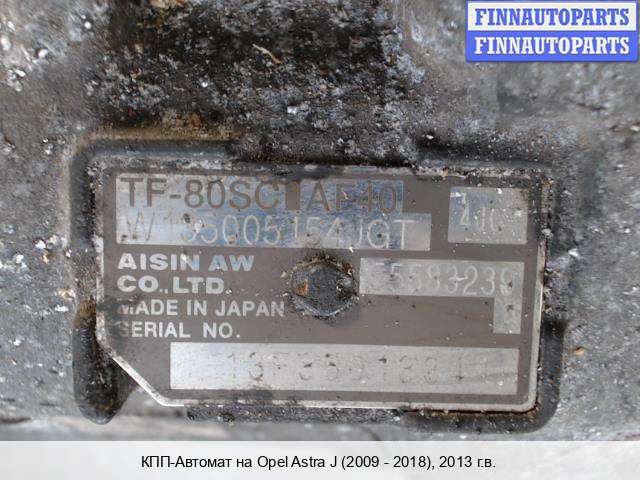 FINNAUTOPARTS
FINNAUTOPARTS
TF-80SC AF40
AISIN AW
CO.,LTD.
MADE IN JAPAN
SERIAL NO.
КПП-Автомат на Opel Astra J (2009 - 2018), 2013 г.в.